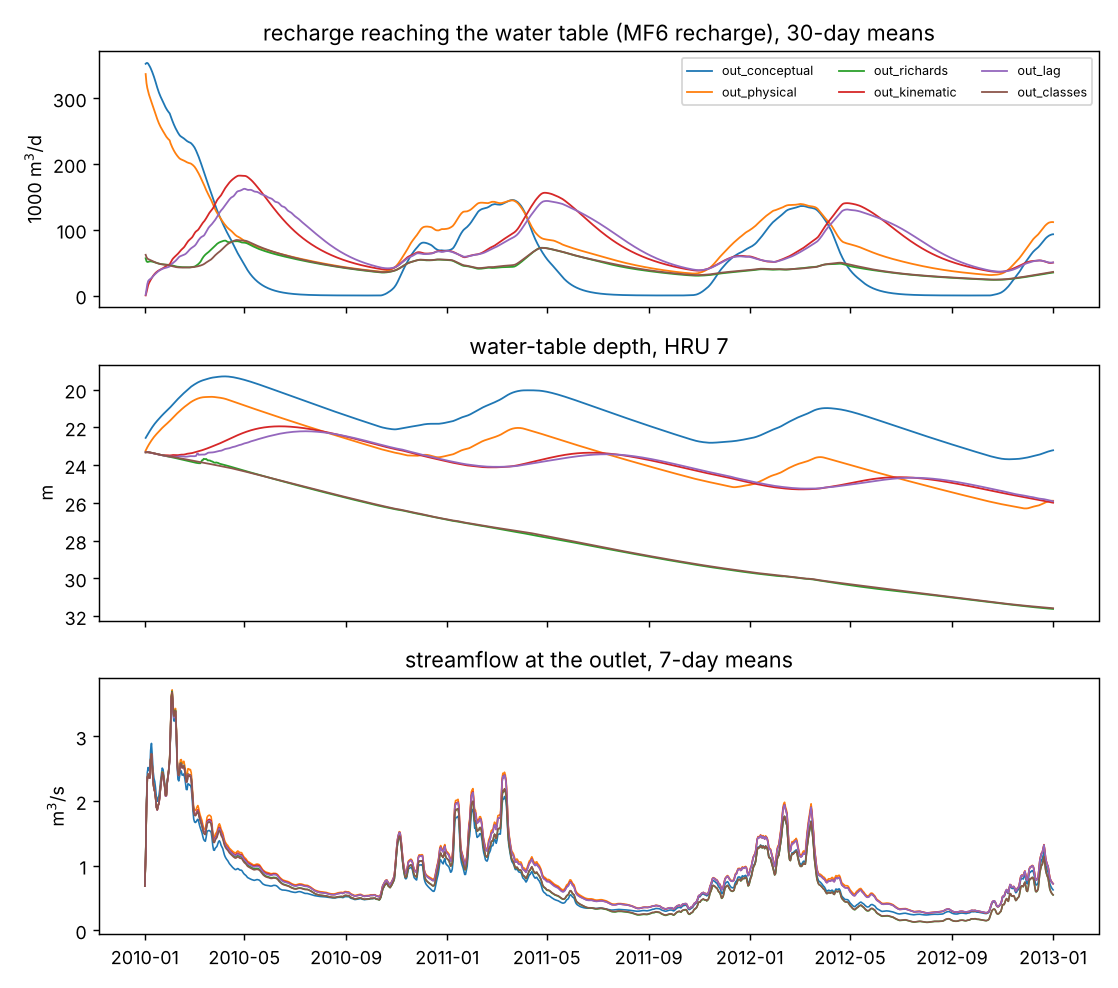 recharge reaching the water table (MF6 recharge), 30-day means
1000 m³/d
300
200
100
0
out_conceptual
out_physical
out_richards
out_kinematic
out_lag
out_classes
water-table depth, HRU 7
m
20
22
24
26
28
30
32
streamflow at the outlet, 7-day means
m³/s
3
2
1
0
2010-01 2010-05 2010-09 2011-01 2011-05 2011-09 2012-01 2012-05 2012-09 2013-01